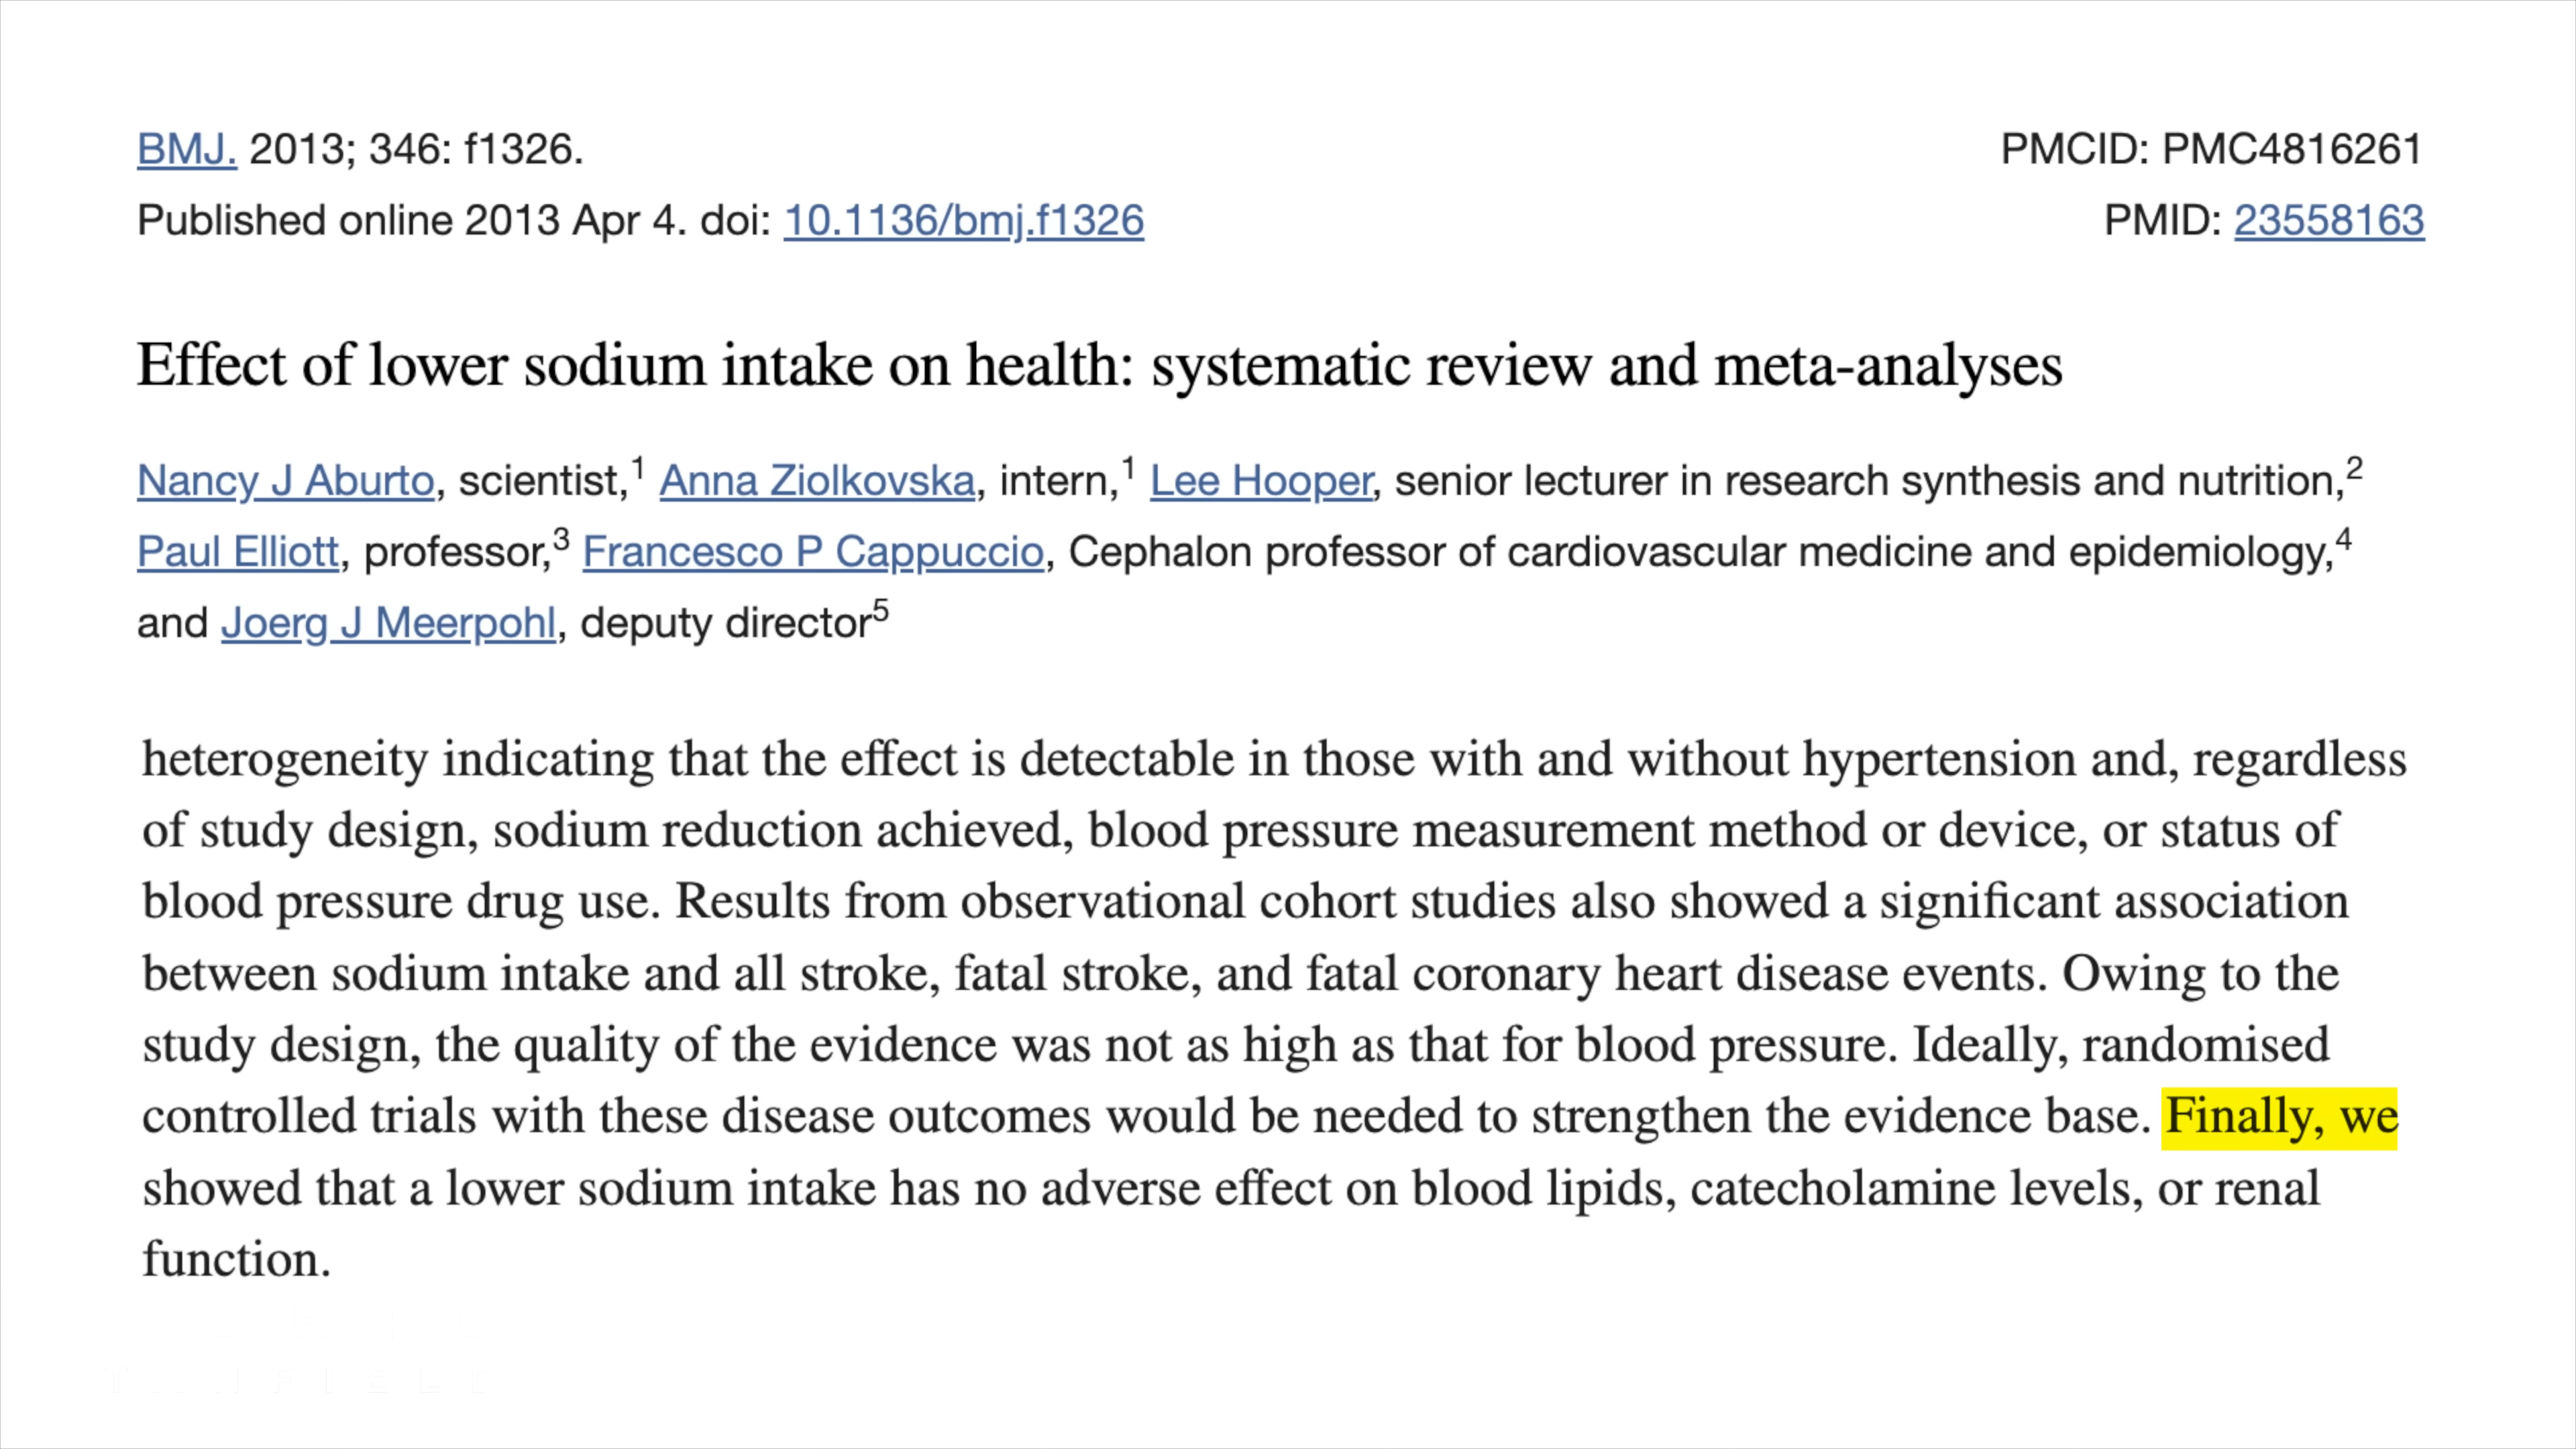 BMJ. 2013; 346: f1326.
PMCID: PMC4816261
Published online 2013 Apr 4. doi: 10.1136/bmj.f1326
PMID: 23558163
Effect of lower sodium intake on health: systematic review and meta-analyses
Nancy J Aburto, scientist,1 Anna Ziolkovska, intern,1 Lee Hooper, senior lecturer in research synthesis and nutrition,2
Paul Elliott, professor,3 Francesco P Cappuccio, Cephalon professor of cardiovascular medicine and epidemiology,4
and Joerg J Meerpohl, deputy director5
heterogeneity indicating that the effect is detectable in those with and without hypertension and, regardless
of study design, sodium reduction achieved, blood pressure measurement method or device, or status of
blood pressure drug use. Results from observational cohort studies also showed a significant association
between sodium intake and all stroke, fatal stroke, and fatal coronary heart disease events. Owing to the
study design, the quality of the evidence was not as high as that for blood pressure. Ideally, randomised
controlled trials with these disease outcomes would be needed to strengthen the evidence base. Finally, we
showed that a lower sodium intake has no adverse effect on blood lipids, catecholamine levels, or renal
function.